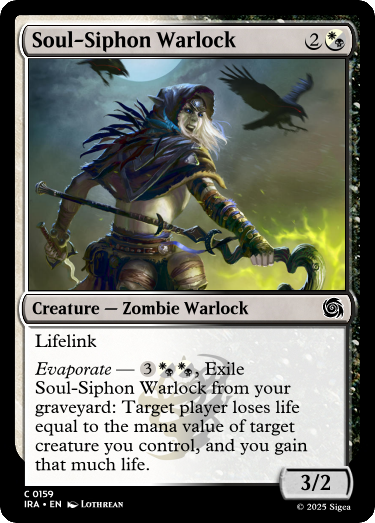 Soul-Siphon Warlock 2
Creature — Zombie Warlock
Lifelink
Evaporate — 3, Exile
Soul-Siphon Warlock from your
graveyard: Target player loses life
equal to the mana value of target
creature you control, and you gain
that much life.
3/2
C 0159
IRA • EN LOTHREAN
© 2025 Sigea